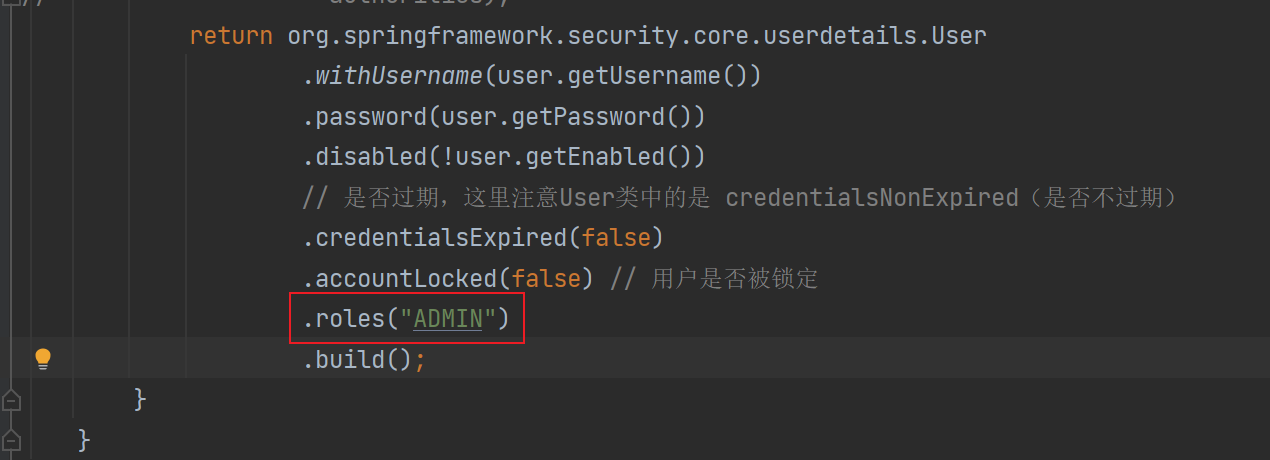 //                    authorities);
return org.springframework.security.core.userdetails.User
.withUsername(user.getUsername())
.password(user.getPassword())
.disabled(!user.getEnabled())
// 是否过期，这里注意User类中的是 credentialsNonExpired（是否不过期）
.credentialsExpired(false)
.accountLocked(false) // 用户是否被锁定
.roles("ADMIN")
.build();
}
}